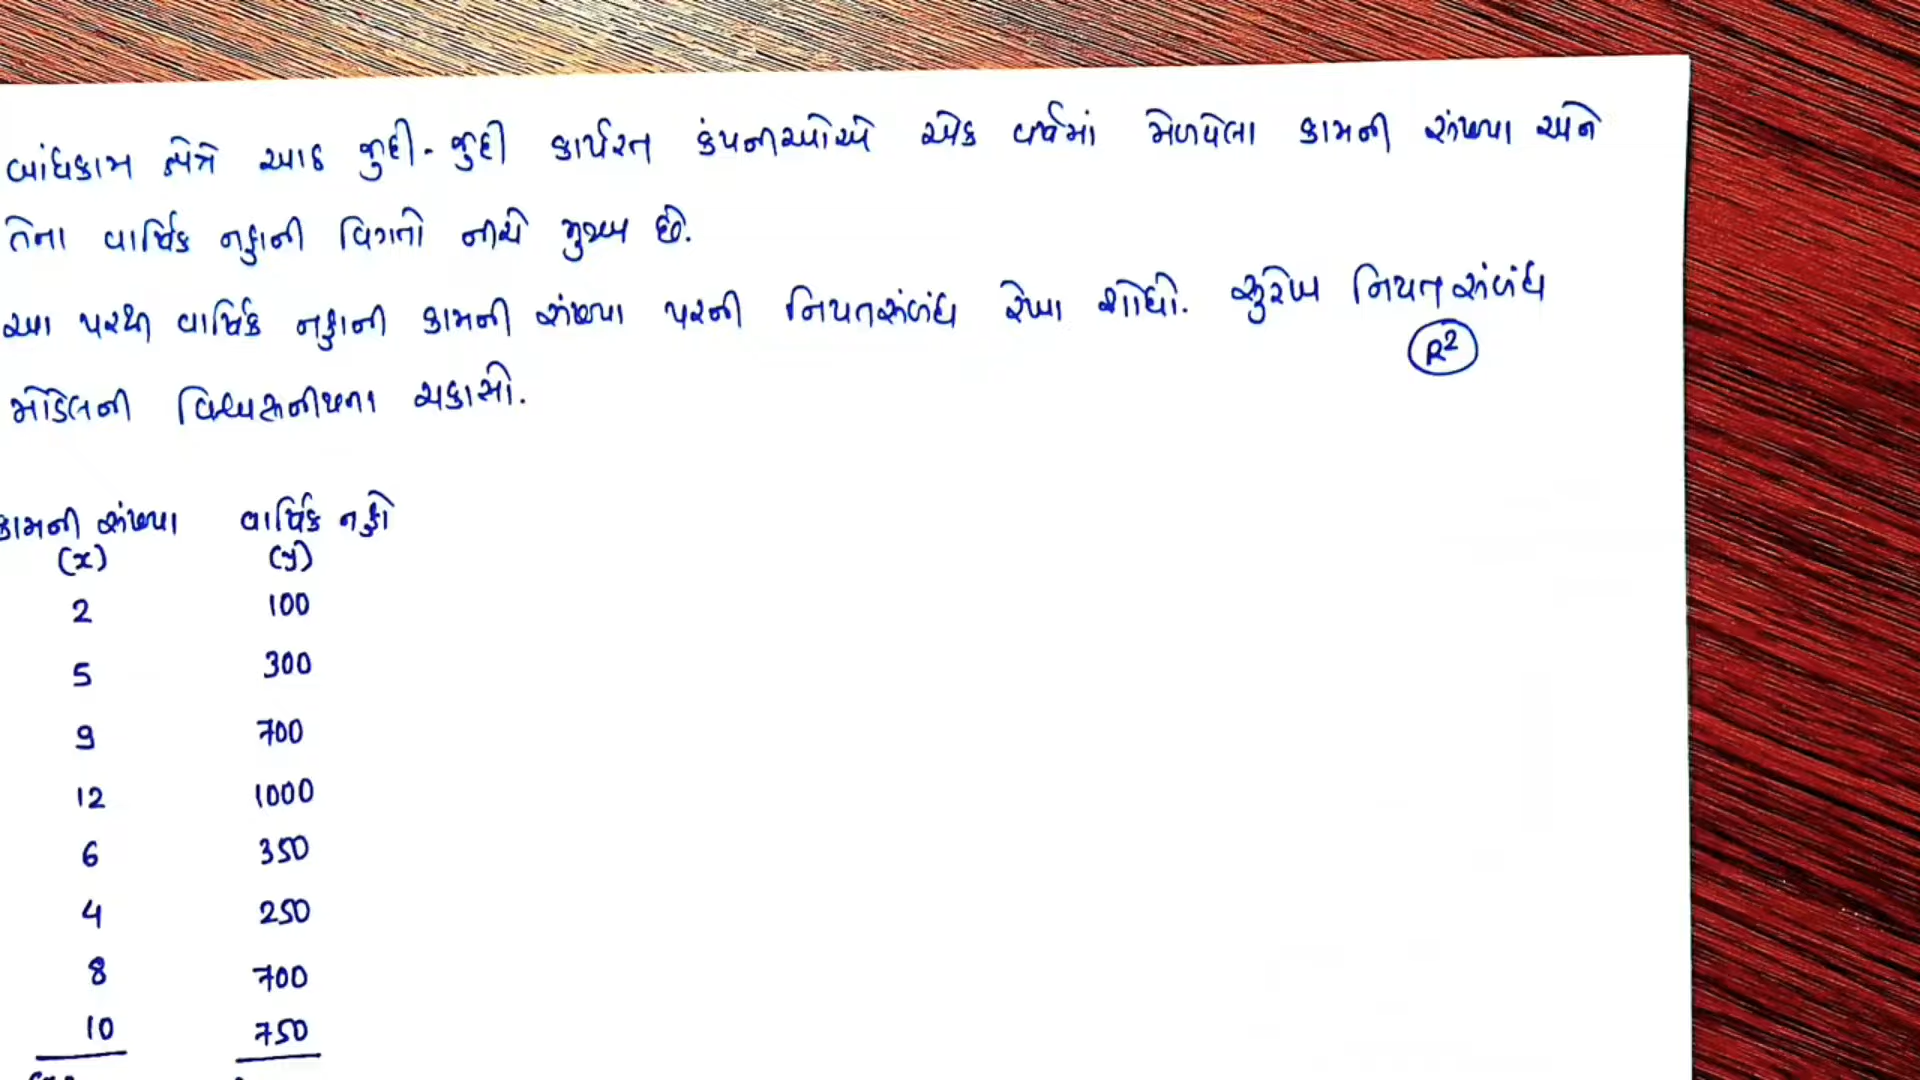 બાંધકામ ક્ષેત્રે આઠ જુદી-જુદી કાર્યરત કંપનીઓએ એક વર્ષમાં મેળવેલા કામની સંખ્યા અને
તેના વાર્ષિક નફાની વિગતો નીચે મુજબ છે.
આ પરથી વાર્ષિક નફાની કામની સંખ્યા પરની નિયતસંબંધ રેખા શોધો. સુરેખ નિયતસંબંધ
R²
મોડેલની વિશ્વસનીયતા ચકાસો.
કામની સંખ્યા વાર્ષિક નફો
(x) (y)
2 100
5 300
9 700
12 1000
6 350
4 250
8 700
10 750